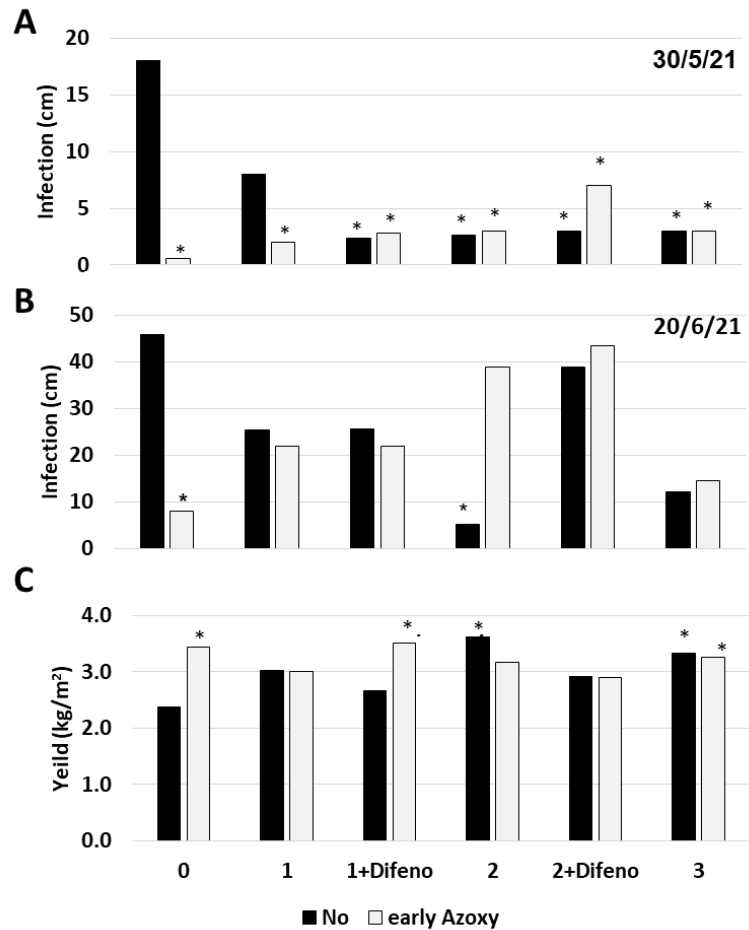 A
30/5/21
Infection (cm)
20
15
10
5
0
* * * * * * * * * *
B
20/6/21
Infection (cm)
50
40
30
20
10
0
* *
C
Yeild (kg/m²)
4.0
3.0
2.0
1.0
0.0
* * * * *
0 1 1+Difeno 2 2+Difeno 3
No early Azoxy